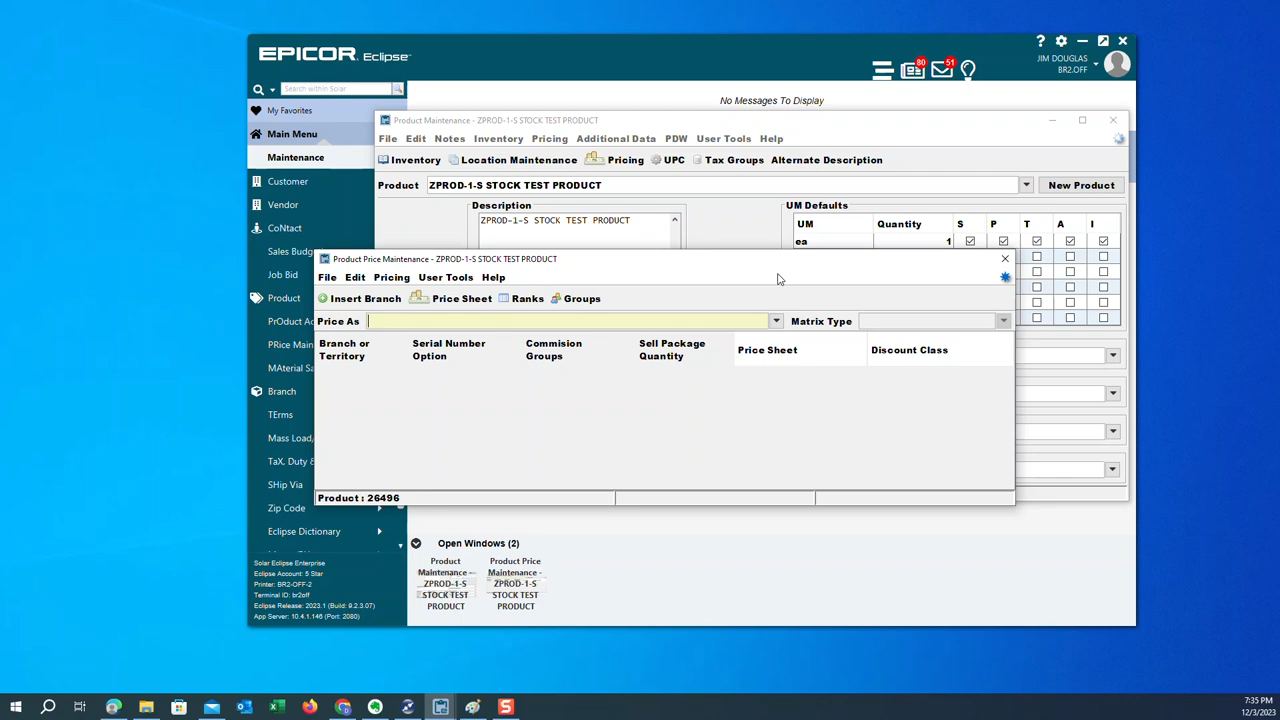 EPICOR Eclipse
80
51
JIM DOUGLAS
BR2.OFF
Search within Solar
No Messages To Display
My Favorites
Main Menu
Maintenance
Customer
Vendor
CoNtact
Sales Budg
Job Bid
Product
PrOduct Ac
PRice Main
MAterial Sa
Branch
TErms
Mass Load,
TaX, Duty &
SHip Via
Zip Code
Eclipse Dictionary
Solar Eclipse Enterprise
Eclipse Account: 5 Star
Printer: BR2-OFF-2
Terminal ID: br2off
Eclipse Release: 2023.1 (Build: 9.2.3.07)
App Server: 10.4.1.146 (Port: 2080)
Product Maintenance - ZPROD-1-S STOCK TEST PRODUCT
File Edit Notes Inventory Pricing Additional Data PDW User Tools Help
Inventory Location Maintenance Pricing UPC Tax Groups Alternate Description
Product ZPROD-1-S STOCK TEST PRODUCT New Product
Description
ZPROD-1-S STOCK TEST PRODUCT
UM Defaults
UM Quantity S P T A I
ea 1
Product Price Maintenance - ZPROD-1-S STOCK TEST PRODUCT
File Edit Pricing User Tools Help
Insert Branch Price Sheet Ranks Groups
Price As Matrix Type
Branch or Territory
Serial Number Option
Commision Groups
Sell Package Quantity
Price Sheet
Discount Class
Product : 26496
Open Windows (2)
Product Maintenance -- ZPROD-1-S STOCK TEST PRODUCT
Product Price Maintenance - ZPROD-1-S STOCK TEST PRODUCT
7:35 PM
12/3/2023